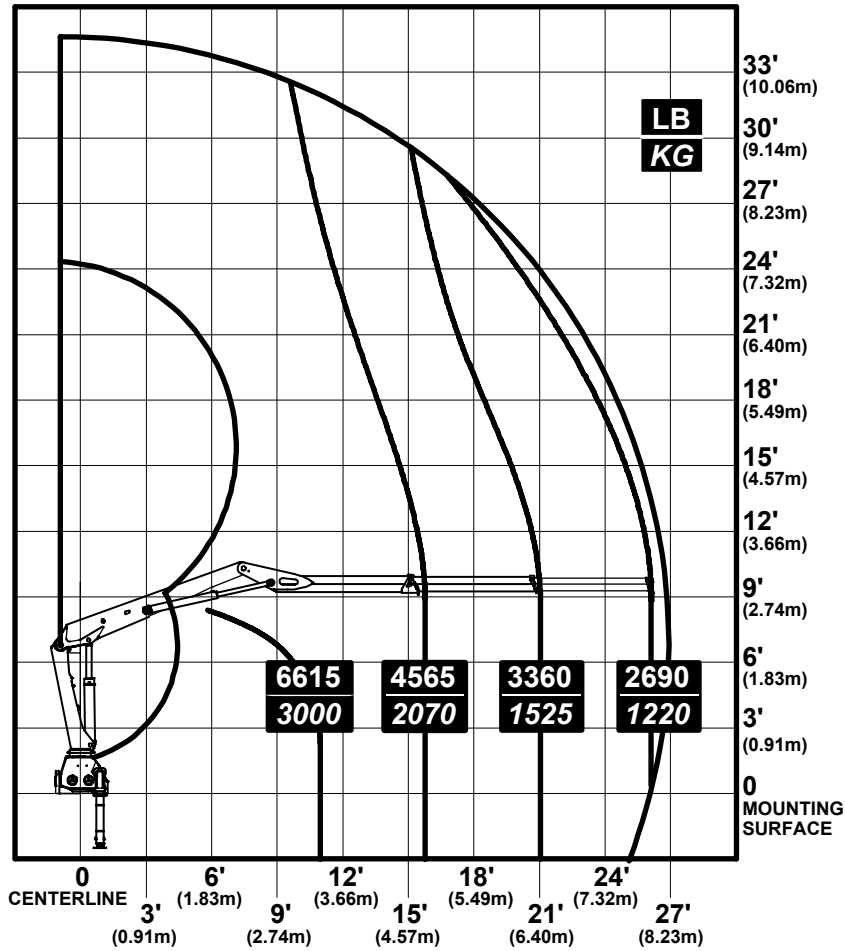 33'
(10.06m)
LB
KG
30'
(9.14m)
27'
(8.23m)
24'
(7.32m)
21'
(6.40m)
18'
(5.49m)
15'
(4.57m)
12'
(3.66m)
9'
(2.74m)
6615 4565 3360 2690
3000 2070 1525 1220
6'
(1.83m)
3'
(0.91m)
0
MOUNTING
SURFACE
0 6' 12' 18' 24'
CENTERLINE (1.83m) (3.66m) (5.49m) (7.32m)
3' 9' 15' 21' 27'
(0.91m) (2.74m) (4.57m) (6.40m) (8.23m)